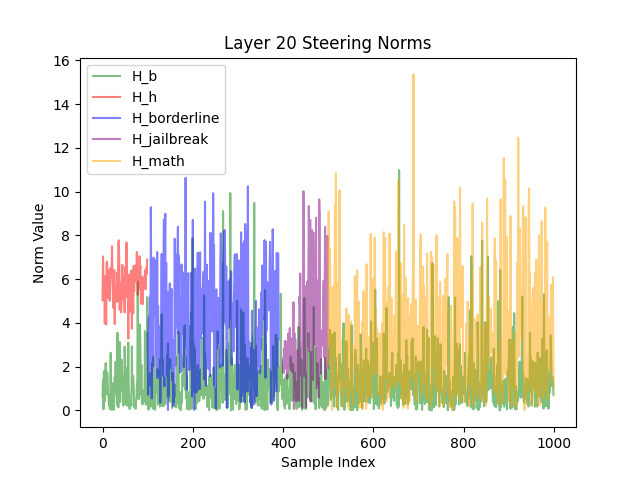 Layer 20 Steering Norms
16
14
12
10
8
6
4
2
0
Norm Value
H_b
H_h
H_borderline
H_jailbreak
H_math
0 200 400 600 800 1000
Sample Index